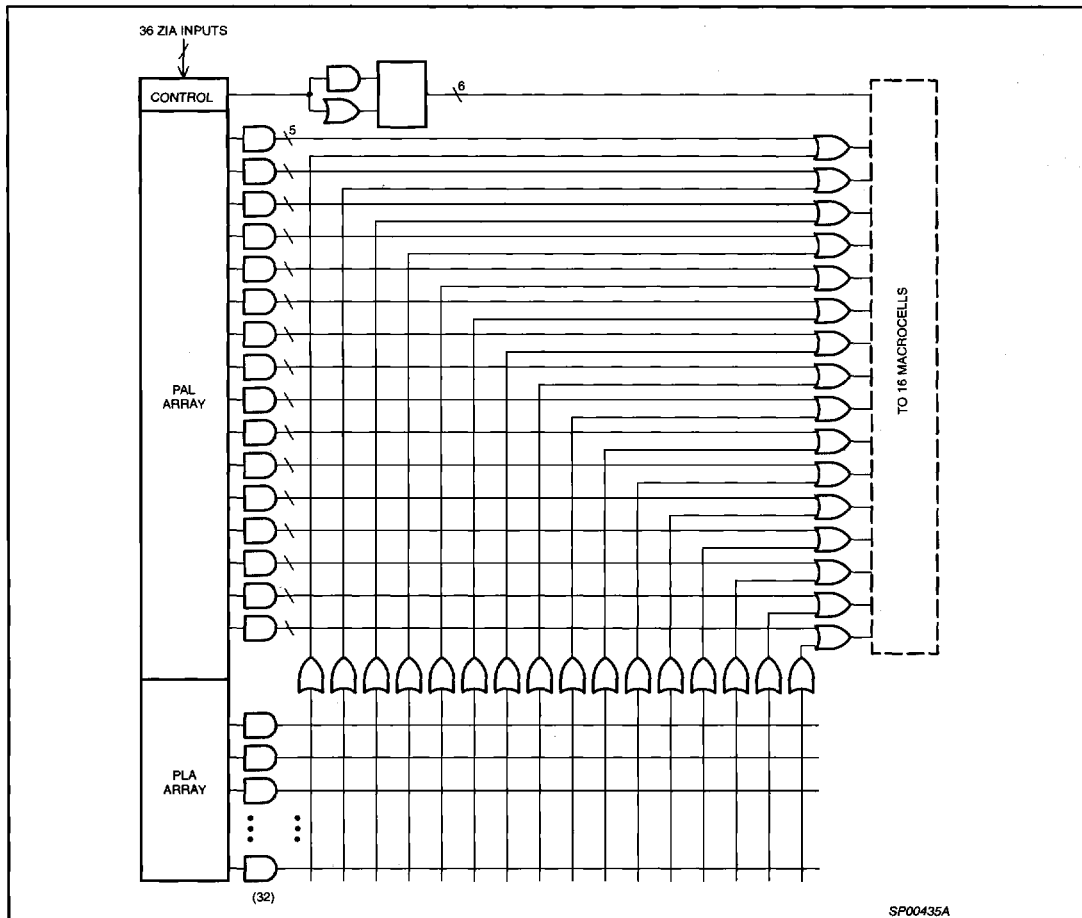 36 ZIA INPUTS
CONTROL
6
5
PAL
ARRAY
TO 16 MACROCELLS
PLA
ARRAY
(32)
SP00435A